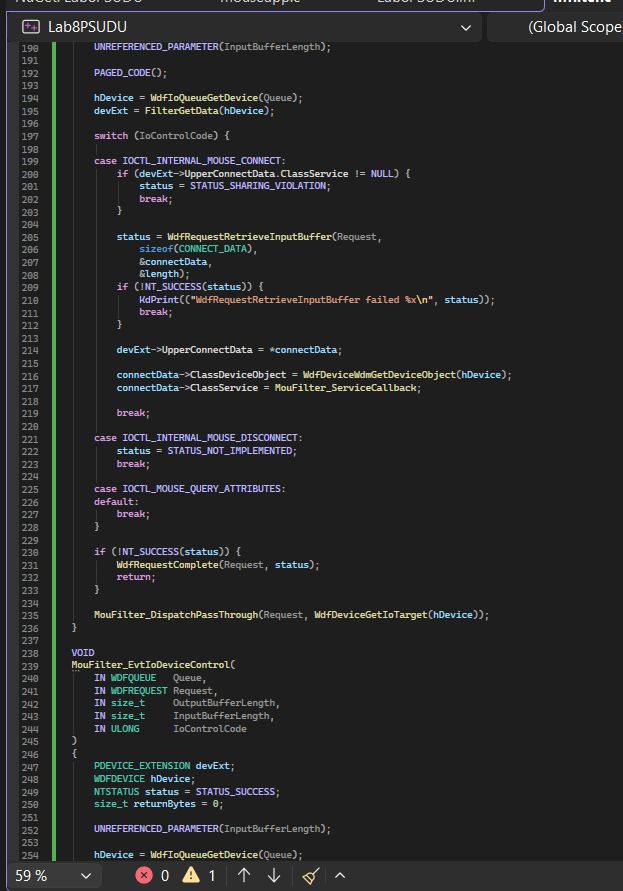 Lab8PSUDU
(Global Scope)
190 UNREFERENCED_PARAMETER(InputBufferLength);
191
192 PAGED_CODE();
193
194 hDevice = WdfIoQueueGetDevice(Queue);
195 devExt = FilterGetData(hDevice);
196
197 switch (IoControlCode) {
198
199 case IOCTL_INTERNAL_MOUSE_CONNECT:
200 if (devExt->UpperConnectData.ClassService != NULL) {
201 status = STATUS_SHARING_VIOLATION;
202 break;
203 }
204
205 status = WdfRequestRetrieveInputBuffer(Request,
206 sizeof(CONNECT_DATA),
207 &connectData,
208 &length);
209 if (!NT_SUCCESS(status)) {
210 KdPrint(("WdfRequestRetrieveInputBuffer failed %x\n", status));
211 break;
212 }
213
214 devExt->UpperConnectData = *connectData;
215
216 connectData->ClassDeviceObject = WdfDeviceWdmGetDeviceObject(hDevice);
217 connectData->ClassService = MouFilter_ServiceCallback;
218
219 break;
220
221 case IOCTL_INTERNAL_MOUSE_DISCONNECT:
222 status = STATUS_NOT_IMPLEMENTED;
223 break;
224
225 case IOCTL_MOUSE_QUERY_ATTRIBUTES:
226 default:
227 break;
228 }
229
230 if (!NT_SUCCESS(status)) {
231 WdfRequestComplete(Request, status);
232 return;
233 }
234
235 MouFilter_DispatchPassThrough(Request, WdfDeviceGetIoTarget(hDevice));
236 }
237
238 VOID
239 MouFilter_EvtIoDeviceControl(
240 IN WDFQUEUE Queue,
241 IN WDFREQUEST Request,
242 IN size_t OutputBufferLength,
243 IN size_t InputBufferLength,
244 IN ULONG IoControlCode
245 )
246 {
247 PDEVICE_EXTENSION devExt;
248 WDFDEVICE hDevice;
249 NTSTATUS status = STATUS_SUCCESS;
250 size_t returnBytes = 0;
251
252 UNREFERENCED_PARAMETER(InputBufferLength);
253
254 hDevice = WdfIoQueueGetDevice(Queue);
59 % 0 1